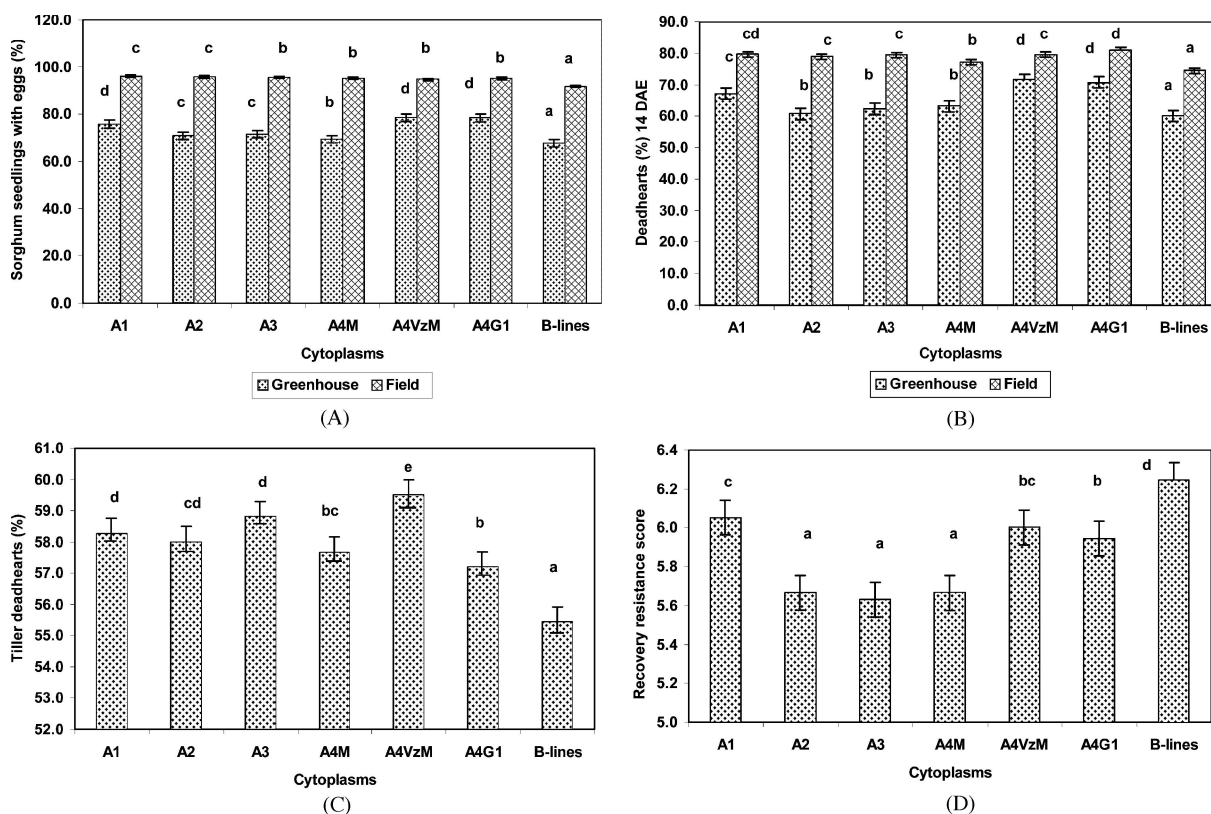 Sorghum seedlings with eggs (%)
120.0
100.0
80.0
60.0
40.0
20.0
0.0
c c b b b b a
d c c b d d a
A1 A2 A3 A4M A4VzM A4G1 B-lines
Cytoplasms
Greenhouse Field
(A)
Deadhearts (%) 14 DAE
90.0
80.0
70.0
60.0
50.0
40.0
30.0
20.0
10.0
0.0
cd c c b c d a
c b b b d d a
A1 A2 A3 A4M A4VzM A4G1 B-lines
Cytoplasms
Greenhouse Field
(B)
Tiller deadhearts (%)
61.0
60.0
59.0
58.0
57.0
56.0
55.0
54.0
53.0
52.0
d cd d bc e b a
A1 A2 A3 A4M A4VzM A4G1 B-lines
Cytoplasms
(C)
Recovery resistance score
6.4
6.2
6.0
5.8
5.6
5.4
5.2
5.0
c a a a bc b d
A1 A2 A3 A4M A4VzM A4G1 B-lines
Cytoplasms
(D)